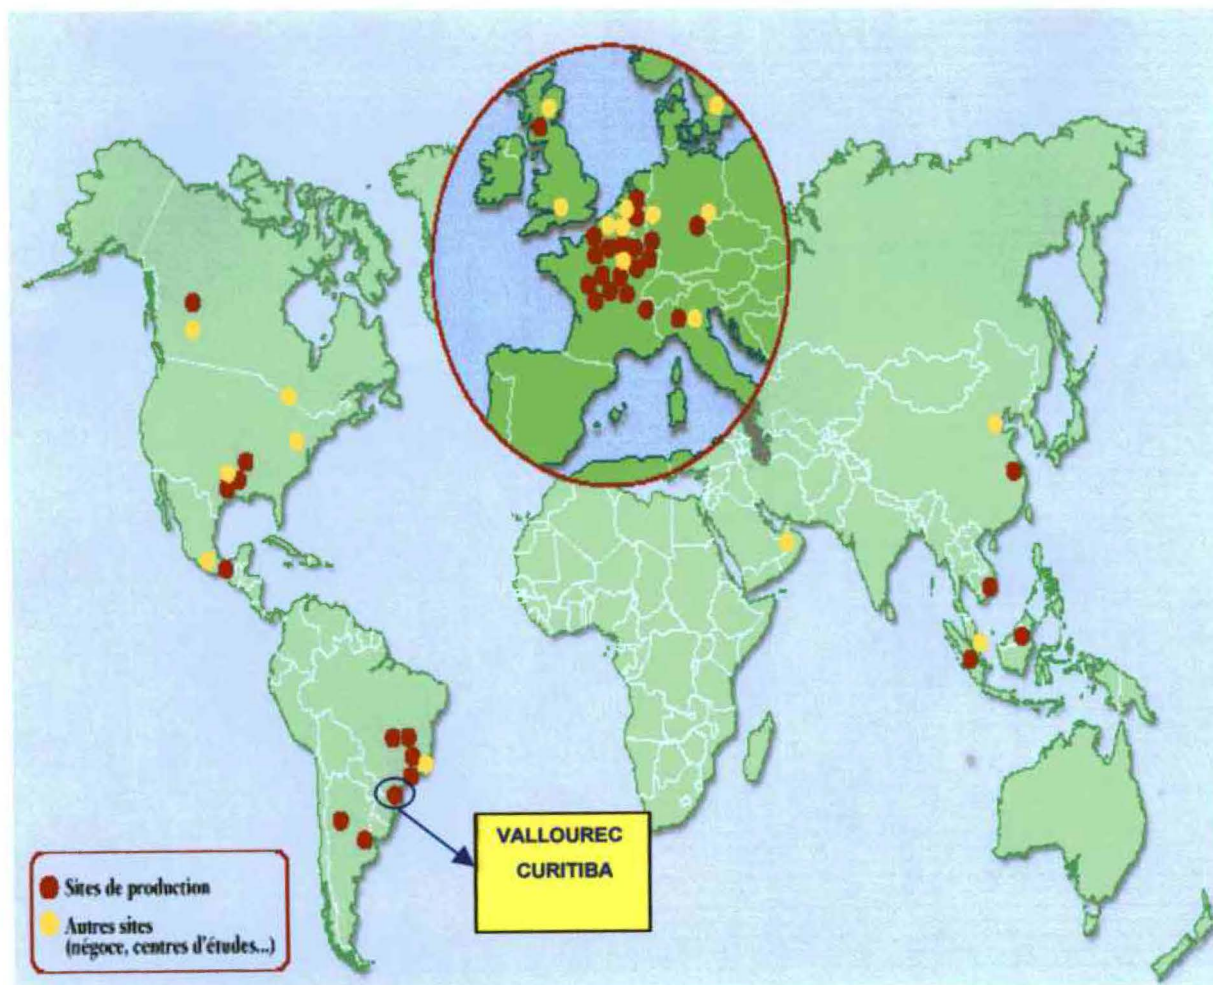 VALLOUREC
CURITIBA
Sites de production
Autres sites
(négoce, centres d'études...)